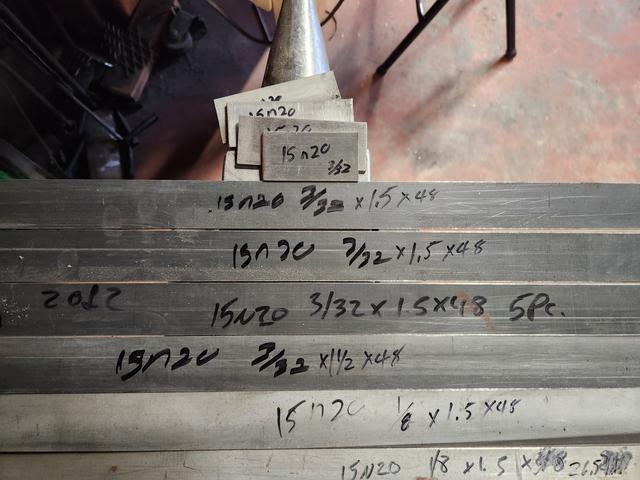 20
15n20
15n20
15n20
3/32
15n20 3/32 x 1.5 x 48
15n20 3/32 x 1.5 x 48
15N20 3/32 x 1.5 x 48 5Pc.
15n20 3/32 x 1 1/2 x 48
15n20 1/8 x 1.5 x 48
15N20 1/8 x 1.5 x